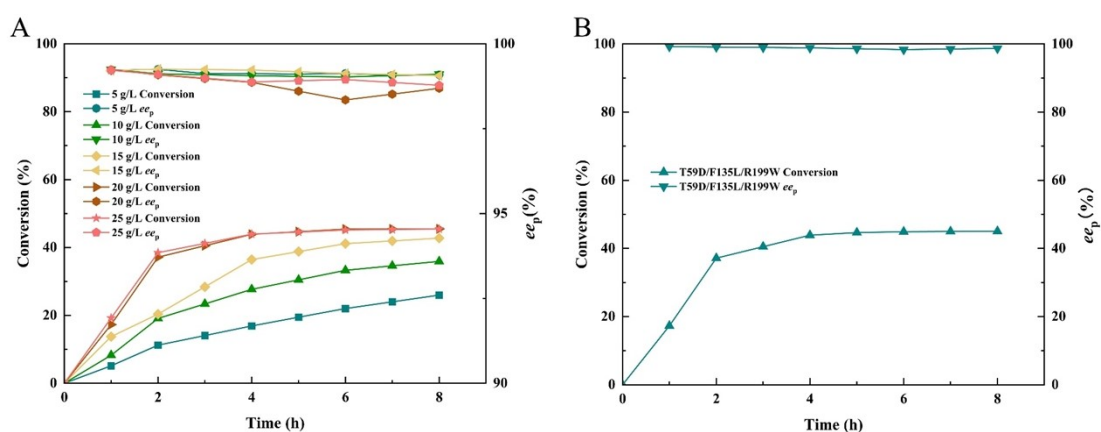 A
100
80
60
40
20
0
Conversion (%)
100
95
90
eep(%)
5 g/L Conversion
5 g/L eep
10 g/L Conversion
10 g/L eep
15 g/L Conversion
15 g/L eep
20 g/L Conversion
20 g/L eep
25 g/L Conversion
25 g/L eep
0 2 4 6 8
Time (h)
B
100
80
60
40
20
0
Conversion (%)
100
80
60
40
20
0
eep (%)
T59D/F135L/R199W Conversion
T59D/F135L/R199W eep
0 2 4 6 8
Time (h)